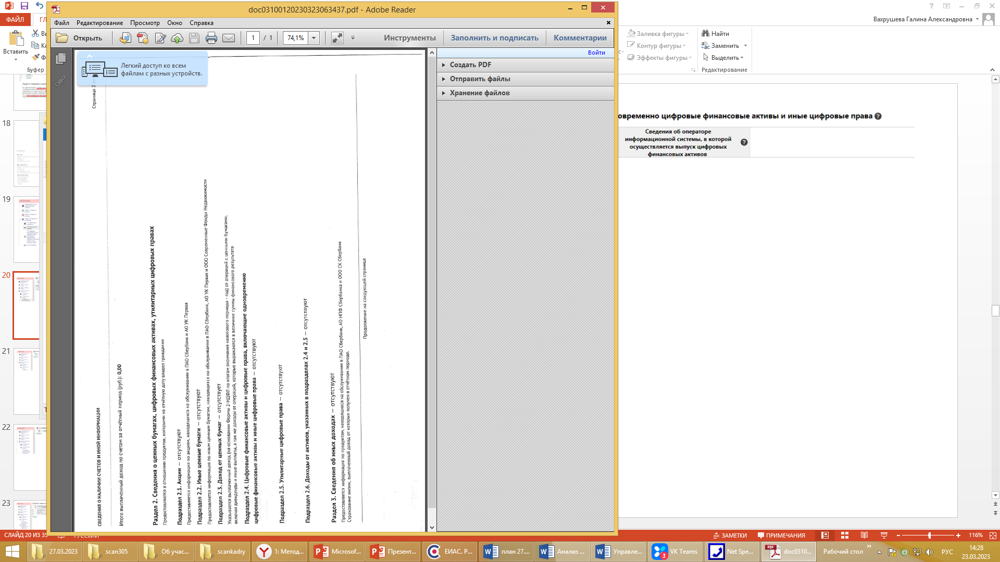 doc03100120230323063437.pdf - Adobe Reader
ФАЙЛ
Вахрушева Галина Александровна
Файл Редактирование Просмотр Окно Справка
Открыть
1 / 1
74,1%
Инструменты
Заполнить и подписать
Комментарии
Вставить
Буфер
Войти
Создать PDF
Отправить файлы
Хранение файлов
Легкий доступ ко всем
файлам с разных устройств.
Заливка фигуры
Контур фигуры
Эффекты фигуры
Найти
Заменить
Выделить
Редактирование
Страница 2
СВЕДЕНИЯ О НАЛИЧИИ СЧЕТОВ И ИНОЙ ИНФОРМАЦИИ
Итого выплаченный доход по счетам за отчётный период (руб.): 0,00
Раздел 2. Сведения о ценных бумагах, цифровых финансовых активах, утилитарных цифровых правах
Предоставляются в отношении продуктов, которыми на отчётную дату владел гражданин
Подраздел 2.1. Акции — отсутствуют
Предоставляется информация по акциям, находящихся на обслуживании в ПАО Сбербанк и АО УК Первая
Подраздел 2.2. Иные ценные бумаги — отсутствуют
Предоставляется информация по иным ценным бумагам, находящихся на обслуживании в ПАО Сбербанк, АО УК Первая и ООО Современные Фонды Недвижимости
Подраздел 2.3. Доход от ценных бумаг — отсутствует
Указывается выплаченный доход (на основании Формы 2-НДФЛ по итогам окончания налогового периода - год) от операций с ценными бумагами,
включая дивиденды и иные выплаты, а так же доходы от операций, которые выражаются в величине суммы финансового результата
Подраздел 2.4. Цифровые финансовые активы и цифровые права, включающие одновременно
цифровые финансовые активы и иные цифровые права — отсутствуют
Подраздел 2.5. Утилитарные цифровые права — отсутствуют
Подраздел 2.6. Доходы от активов, указанных в подразделах 2.4 и 2.5 — отсутствуют
Раздел 3. Сведения об иных доходах — отсутствуют
Предоставляется информация по продуктам, находящихся на обслуживании в ПАО Сбербанк, АО НПФ Сбербанка и ООО СК Сбербанк
Страхование жизни, выплаченный доход от которых получен в отчётном периоде.
Продолжение на следующей странице
овременно цифровые финансовые активы и иные цифровые права
Сведения об операторе
информационной системы, в которой
осуществляется выпуск цифровых
финансовых активов
18
19
20
21
22
23
СЛАЙД 20 ИЗ 35
РУССКИЙ
ЗАМЕТКИ
ПРИМЕЧАНИЯ
116%
27.03.2023
scan305
Об учас...
scankadry
1: Метод...
Microsof...
Презент...
ЕИАС. Р...
план 27....
Анализ ...
Управле...
VK Teams
3
Net Spe...
doc0310...
Рабочий стол
РУС
14:28
23.03.2023